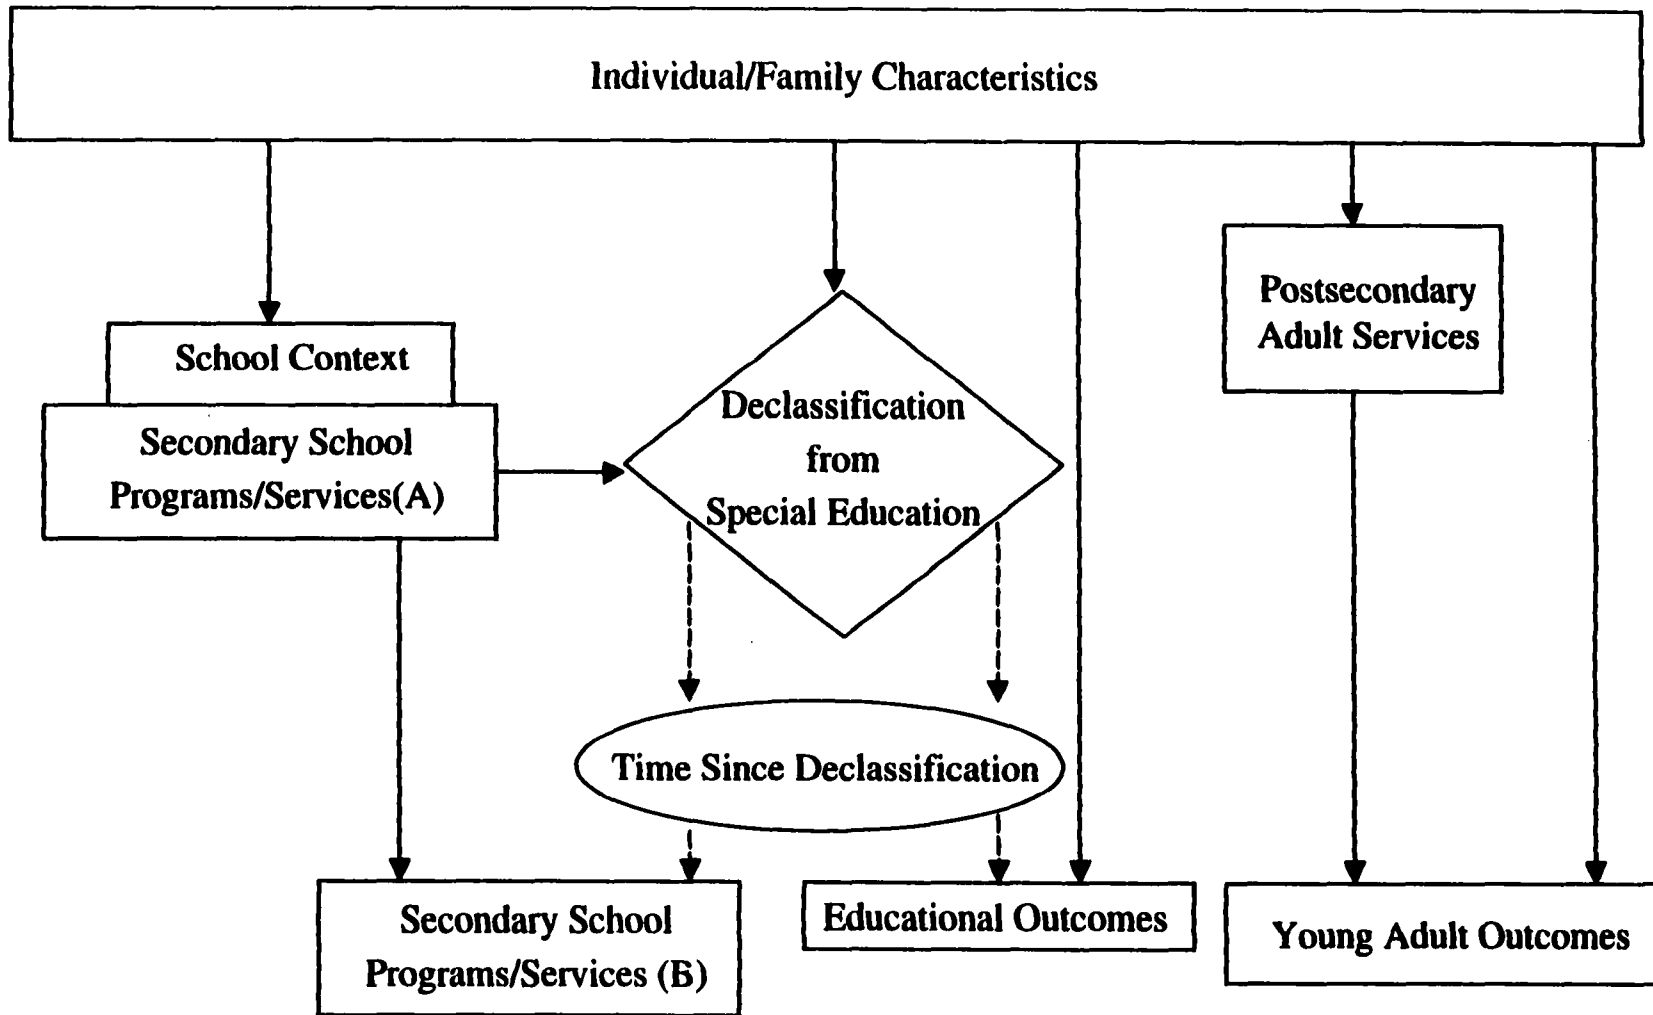 Individual/Family Characteristics
School Context
Secondary School
Programs/Services(A)
Declassification
from
Special Education
Postsecondary
Adult Services
Time Since Declassification
Secondary School
Programs/Services (B)
Educational Outcomes
Young Adult Outcomes